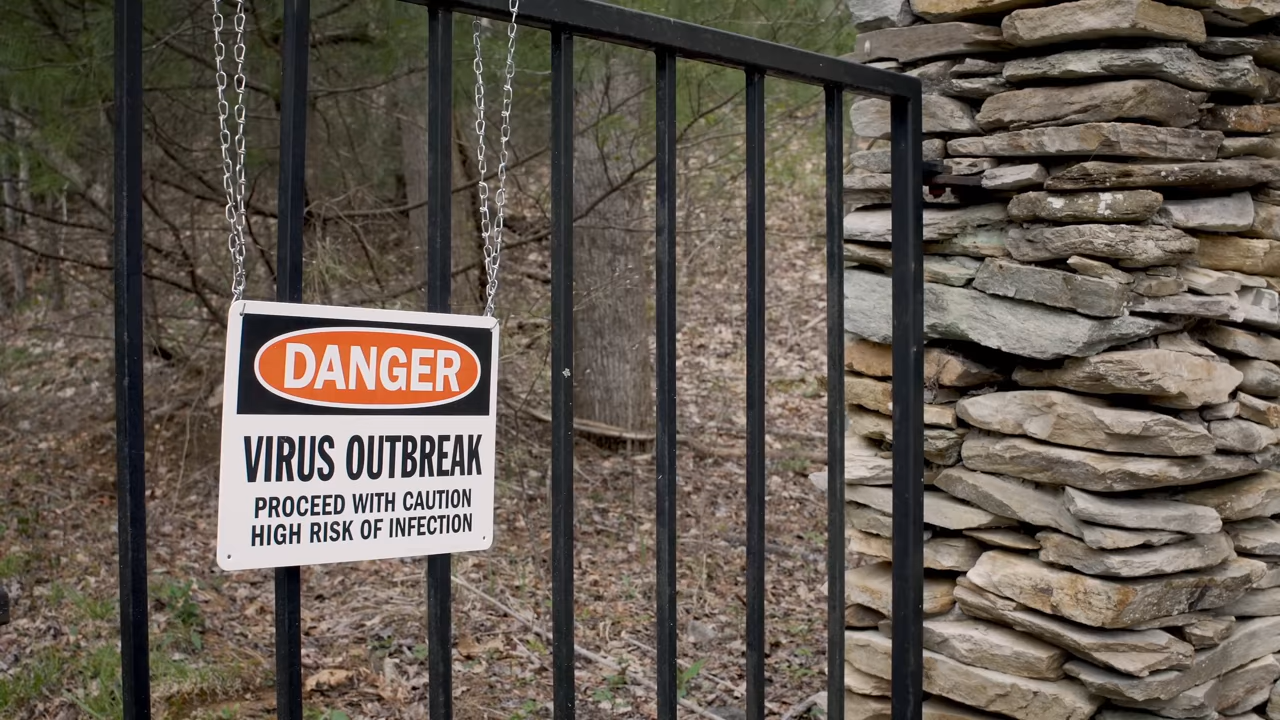 DANGER
VIRUS OUTBREAK
PROCEED WITH CAUTION
HIGH RISK OF INFECTION